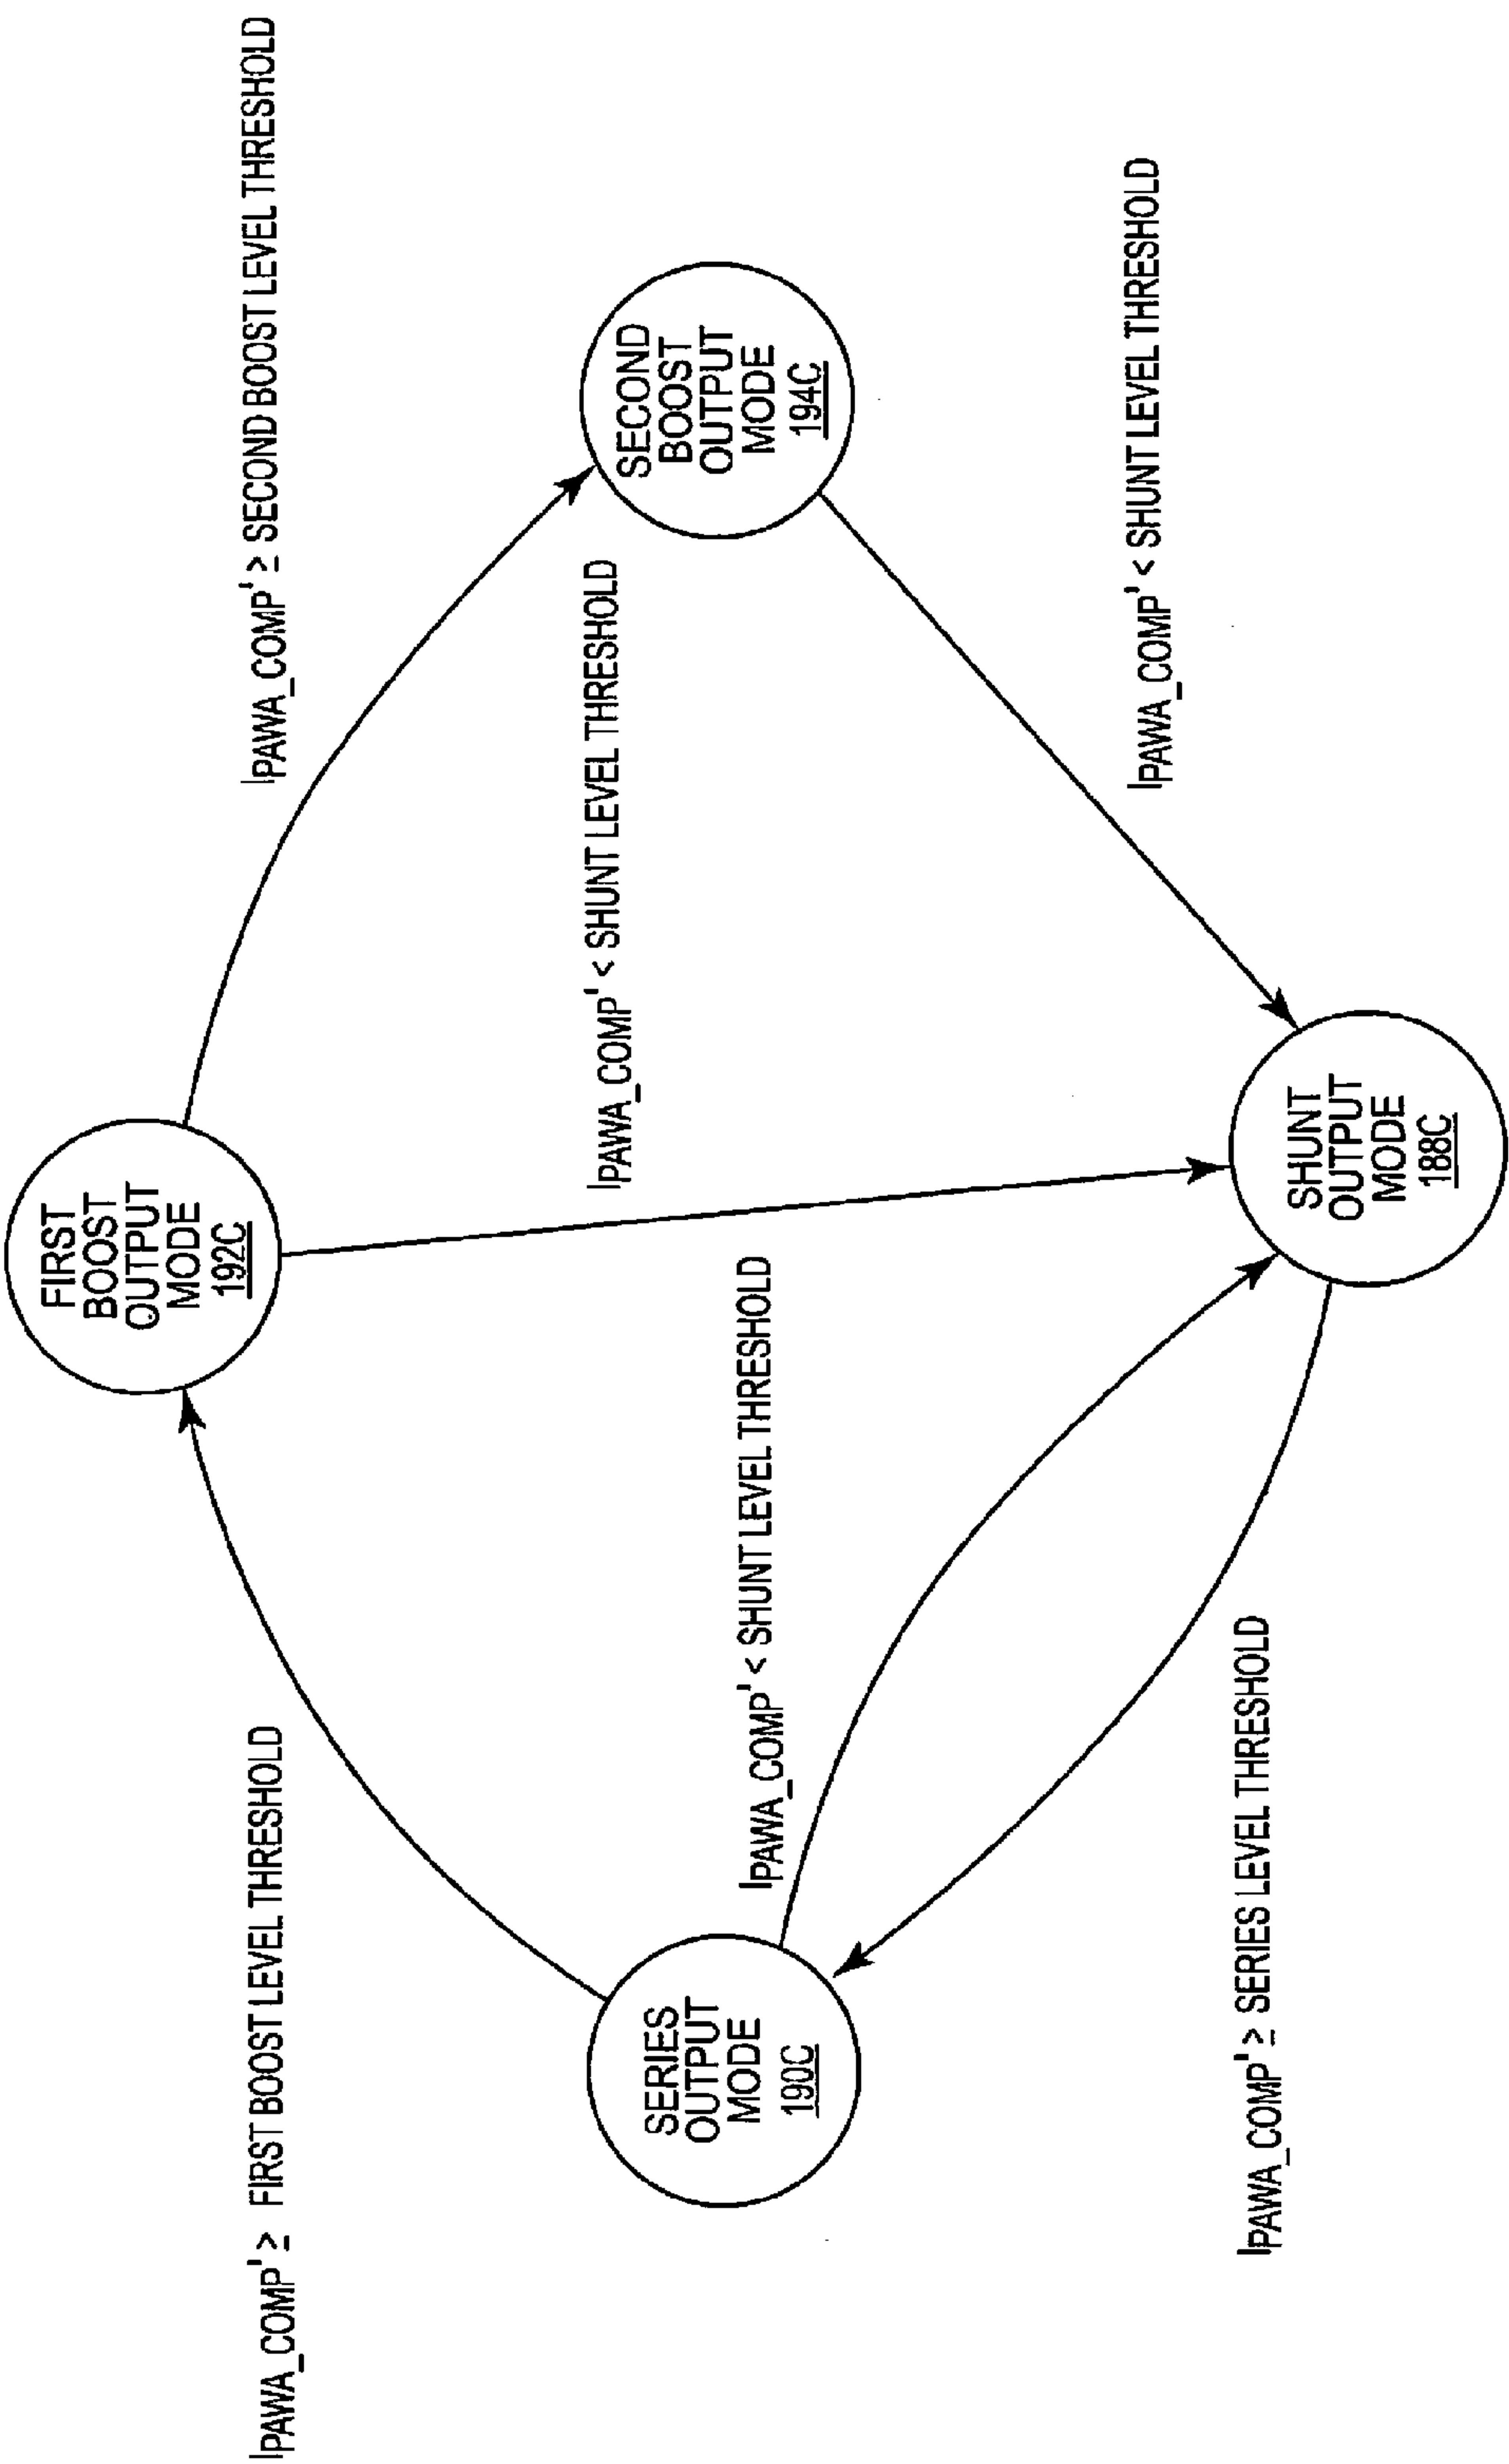 IPAWA_COMP' ≥ FIRST BOOST LEVEL THRESHOLD
IPAWA_COMP' ≥ SECOND BOOST LEVEL THRESHOLD
FIRST
BOOST
OUTPUT
MODE
192C
IPAWA_COMP' < SHUNT LEVEL THRESHOLD
SERIES
OUTPUT
MODE
190C
SECOND
BOOST
OUTPUT
MODE
194C
IPAWA_COMP' < SHUNT LEVEL THRESHOLD
IPAWA_COMP' < SHUNT LEVEL THRESHOLD
IPAWA_COMP' ≥ SERIES LEVEL THRESHOLD
SHUNT
OUTPUT
MODE
188C